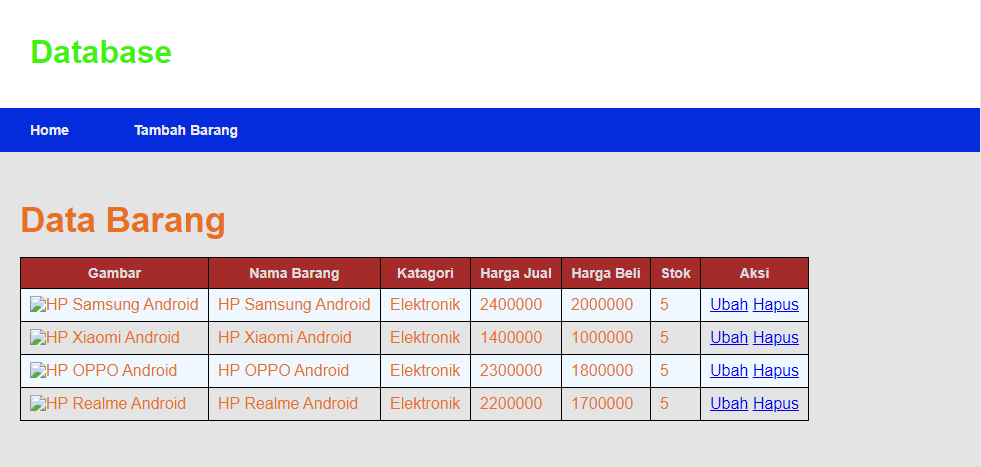 Database
Home Tambah Barang
Data Barang
Gambar Nama Barang Katagori Harga Jual Harga Beli Stok Aksi
HP Samsung Android HP Samsung Android Elektronik 2400000 2000000 5 Ubah Hapus
HP Xiaomi Android HP Xiaomi Android Elektronik 1400000 1000000 5 Ubah Hapus
HP OPPO Android HP OPPO Android Elektronik 2300000 1800000 5 Ubah Hapus
HP Realme Android HP Realme Android Elektronik 2200000 1700000 5 Ubah Hapus